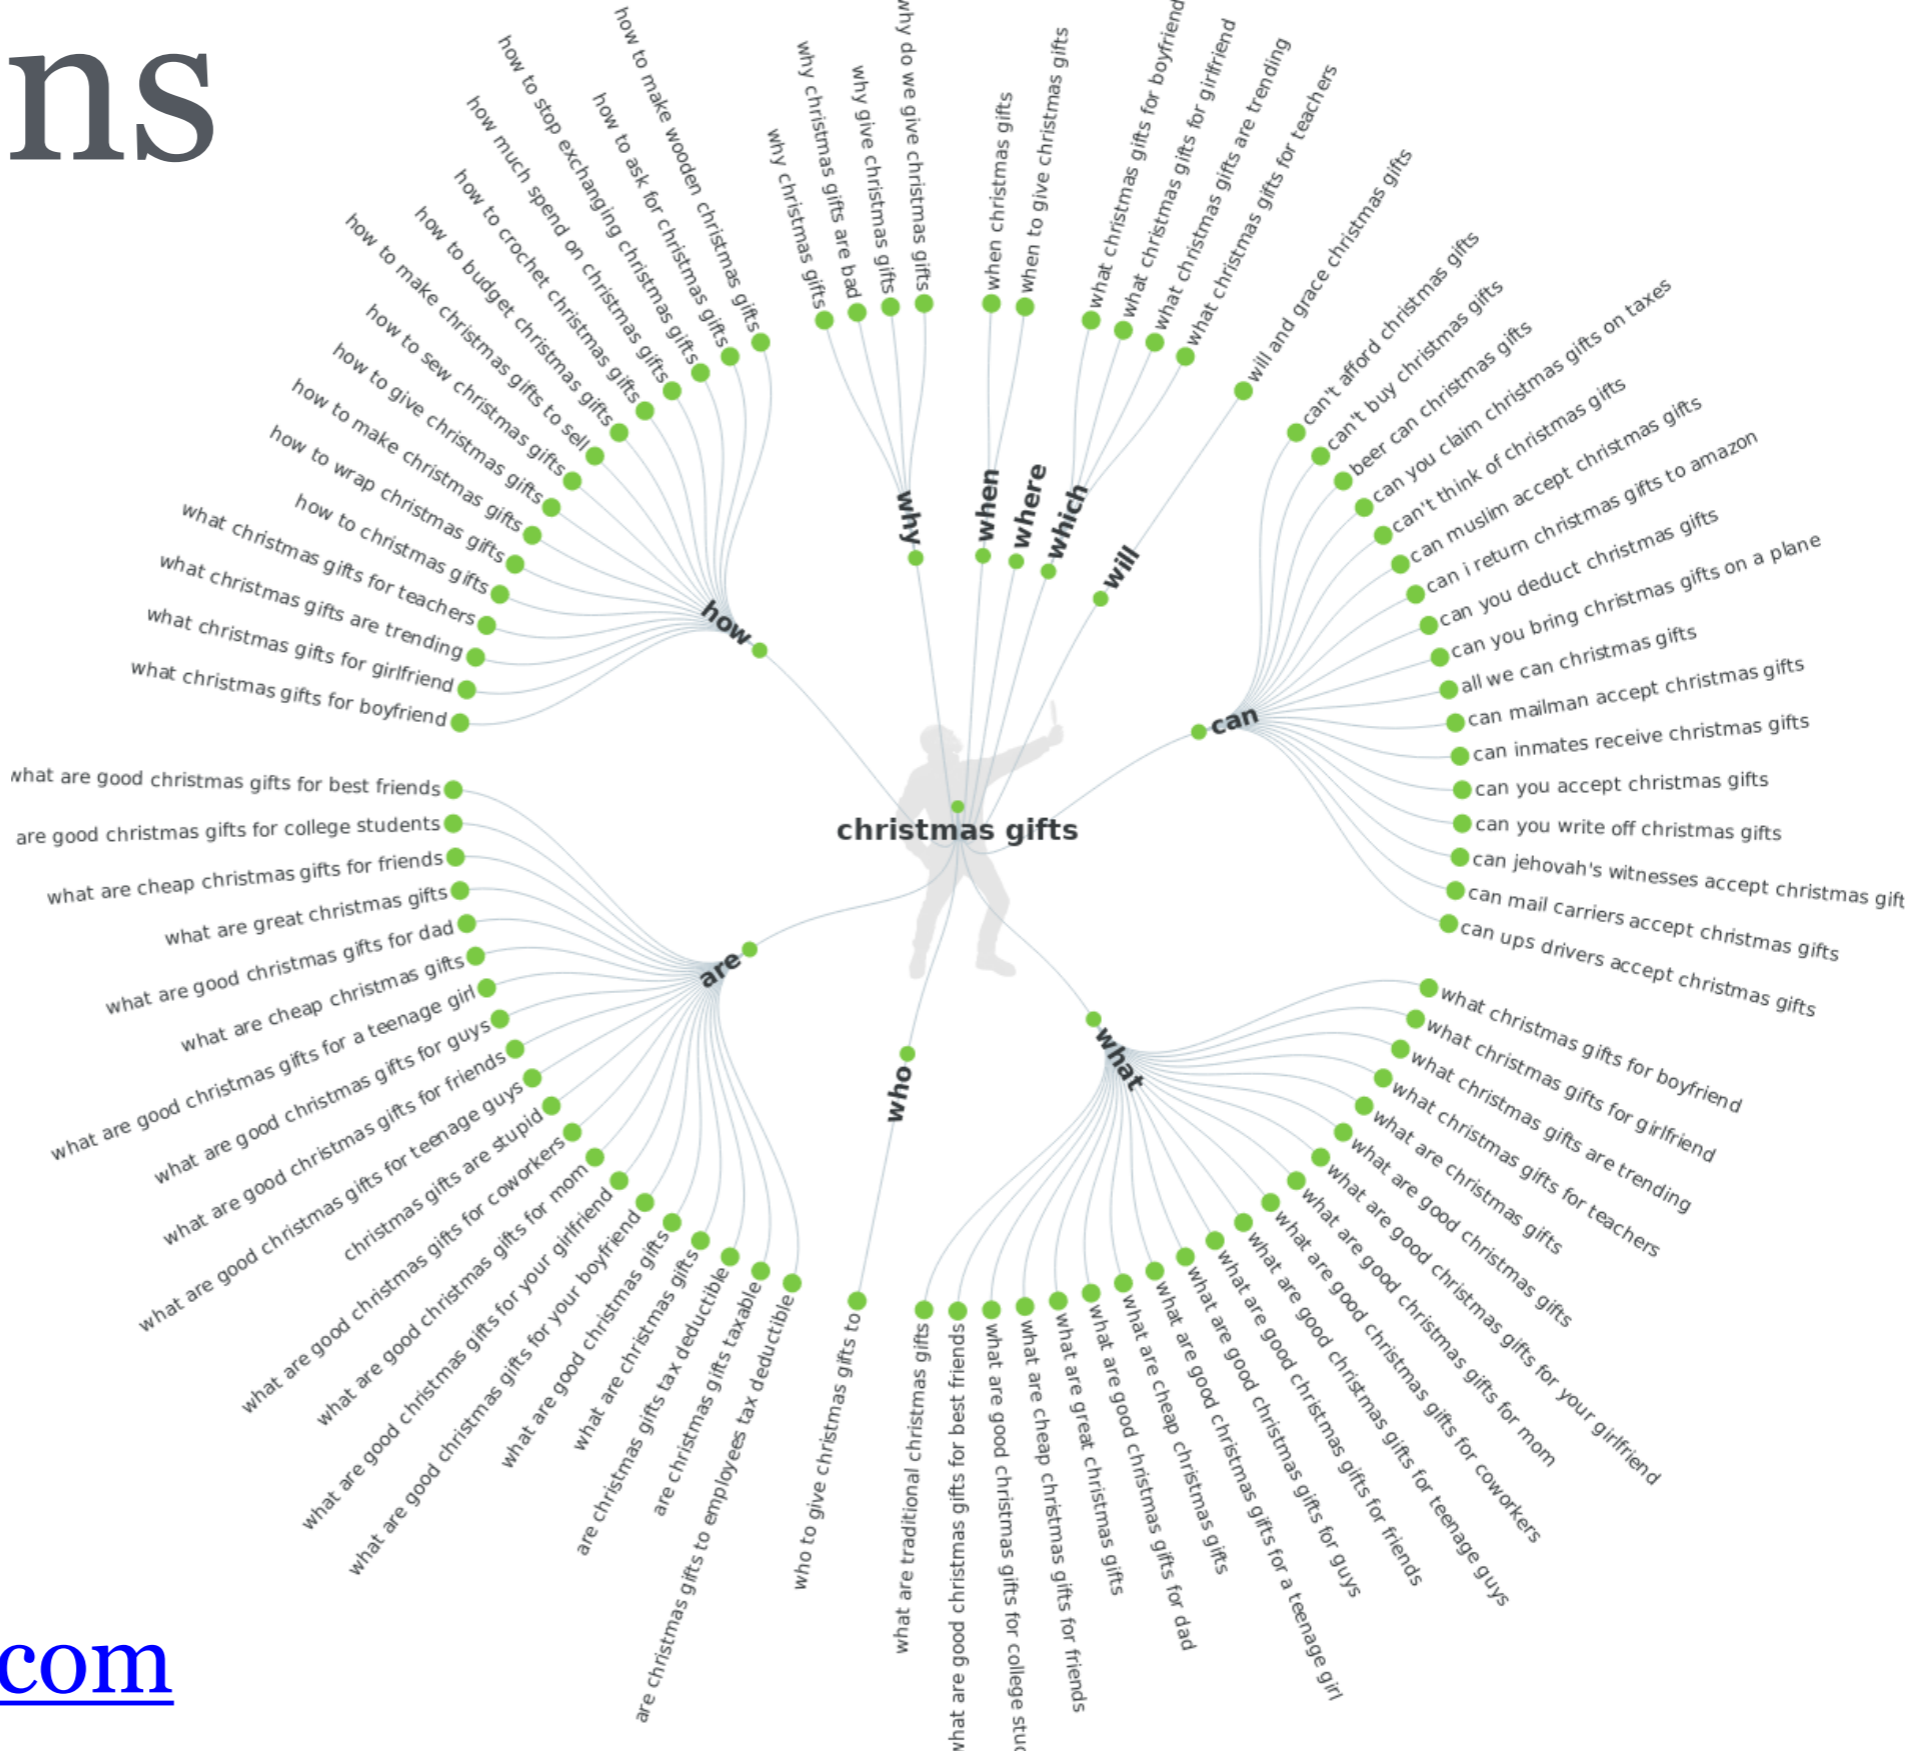 ns
how to make wooden christmas gifts
how to ask for christmas gifts
how to stop exchanging christmas gifts
how much spend on christmas gifts
how to crochet christmas gifts
how to budget christmas gifts
how to make christmas gifts to sell
how to sew christmas gifts
how to give christmas gifts
how to make christmas gifts
how to wrap christmas gifts
how to christmas gifts
what christmas gifts for teachers
what christmas gifts are trending
what christmas gifts for girlfriend
what christmas gifts for boyfriend
how
why christmas gifts
why christmas gifts are bad
why give christmas gifts
why do we give christmas gifts
why
when christmas gifts
when to give christmas gifts
when
where
what christmas gifts for boyfriend
what christmas gifts for girlfriend
what christmas gifts are trending
what christmas gifts for teachers
which
will and grace christmas gifts
will
can't afford christmas gifts
can't buy christmas gifts
beer can christmas gifts
can you claim christmas gifts on taxes
can't think of christmas gifts
can muslim accept christmas gifts
can i return christmas gifts to amazon
can you deduct christmas gifts
can you bring christmas gifts on a plane
all we can christmas gifts
can mailman accept christmas gifts
can inmates receive christmas gifts
can you accept christmas gifts
can you write off christmas gifts
can jehovah's witnesses accept christmas gift
can mail carriers accept christmas gifts
can ups drivers accept christmas gifts
can
christmas gifts
what are good christmas gifts for best friends
are good christmas gifts for college students
what are cheap christmas gifts for friends
what are great christmas gifts
what are good christmas gifts for dad
what are cheap christmas gifts
what are good christmas gifts for a teenage girl
what are good christmas gifts for guys
what are good christmas gifts for friends
what are good christmas gifts for teenage guys
christmas gifts are stupid
what are good christmas gifts for coworkers
what are good christmas gifts for mom
what are good christmas gifts for your girlfriend
what are good christmas gifts for your boyfriend
what are good christmas gifts
what are christmas gifts
are christmas gifts tax deductible
are christmas gifts taxable
are christmas gifts to employees tax deductible
are
who
who to give christmas gifts to
what
what christmas gifts for boyfriend
what christmas gifts for girlfriend
what christmas gifts are trending
what christmas gifts for teachers
what are christmas gifts
what are good christmas gifts
what are good christmas gifts for your girlfriend
what are good christmas gifts for mom
what are good christmas gifts for coworkers
what are good christmas gifts for teenage guys
what are good christmas gifts for friends
what are good christmas gifts for guys
what are good christmas gifts for a teenage girl
what are cheap christmas gifts
what are good christmas gifts for dad
what are great christmas gifts
what are cheap christmas gifts for friends
what are good christmas gifts for college stu
what are good christmas gifts for best friends
what are traditional christmas gifts
com